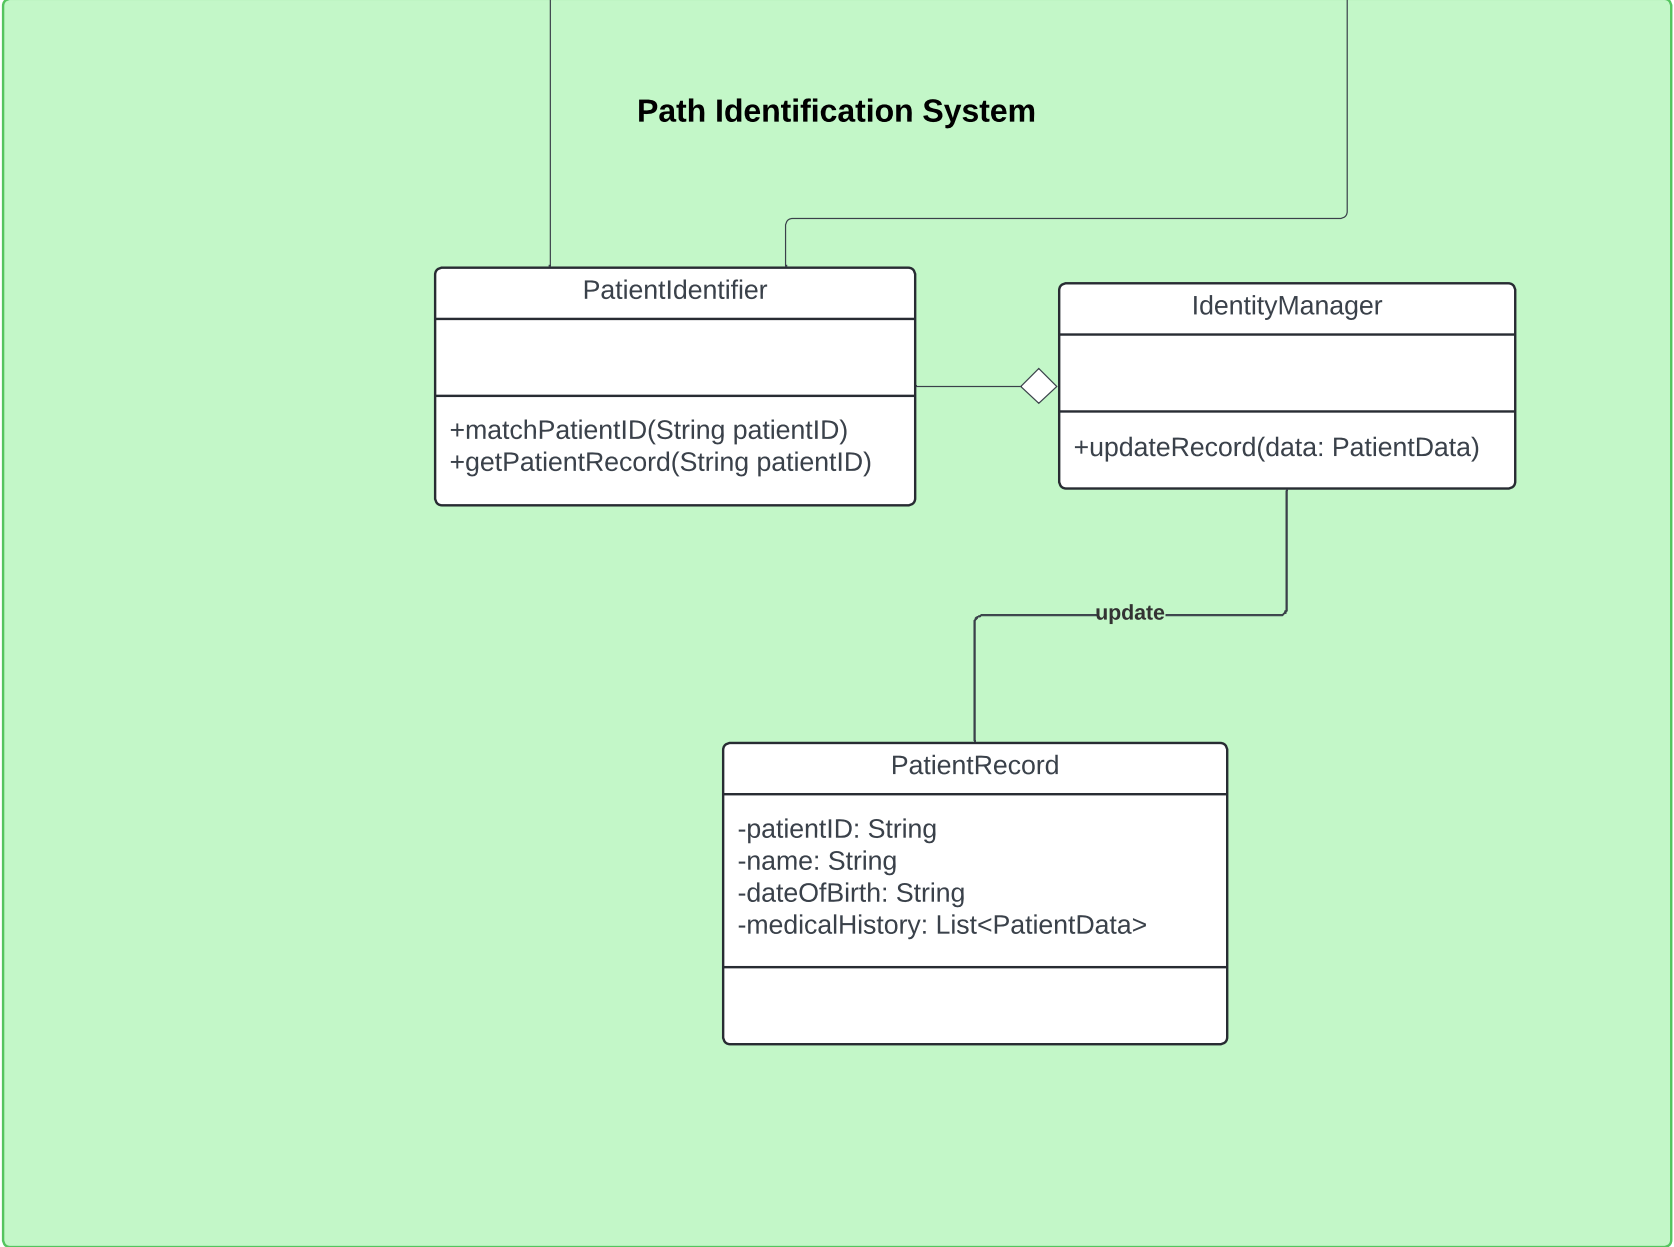 Path Identification System
PatientIdentifier
+matchPatientID(String patientID)
+getPatientRecord(String patientID)
IdentityManager
+updateRecord(data: PatientData)
update
PatientRecord
-patientID: String
-name: String
-dateOfBirth: String
-medicalHistory: List<PatientData>